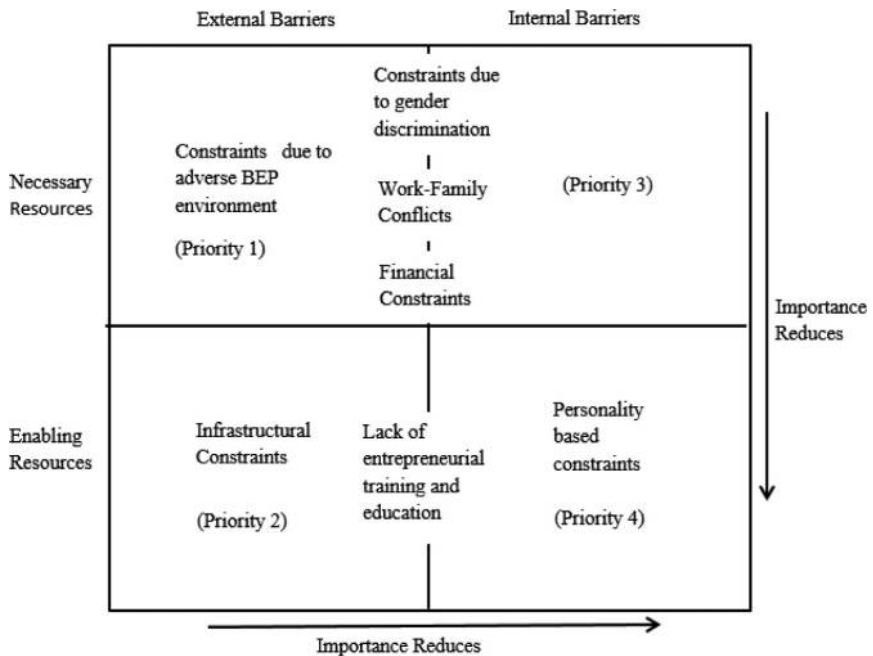 External Barriers
Internal Barriers
Constraints due
to gender
discrimination
Constraints due to
adverse BEP
environment
(Priority 1)
Necessary
Resources
Work-Family
Conflicts
(Priority 3)
Financial
Constraints
Importance
Reduces
Enabling
Resources
Infrastructural
Constraints
(Priority 2)
Lack of
entrepreneurial
training and
education
Personality
based
constraints
(Priority 4)
Importance Reduces